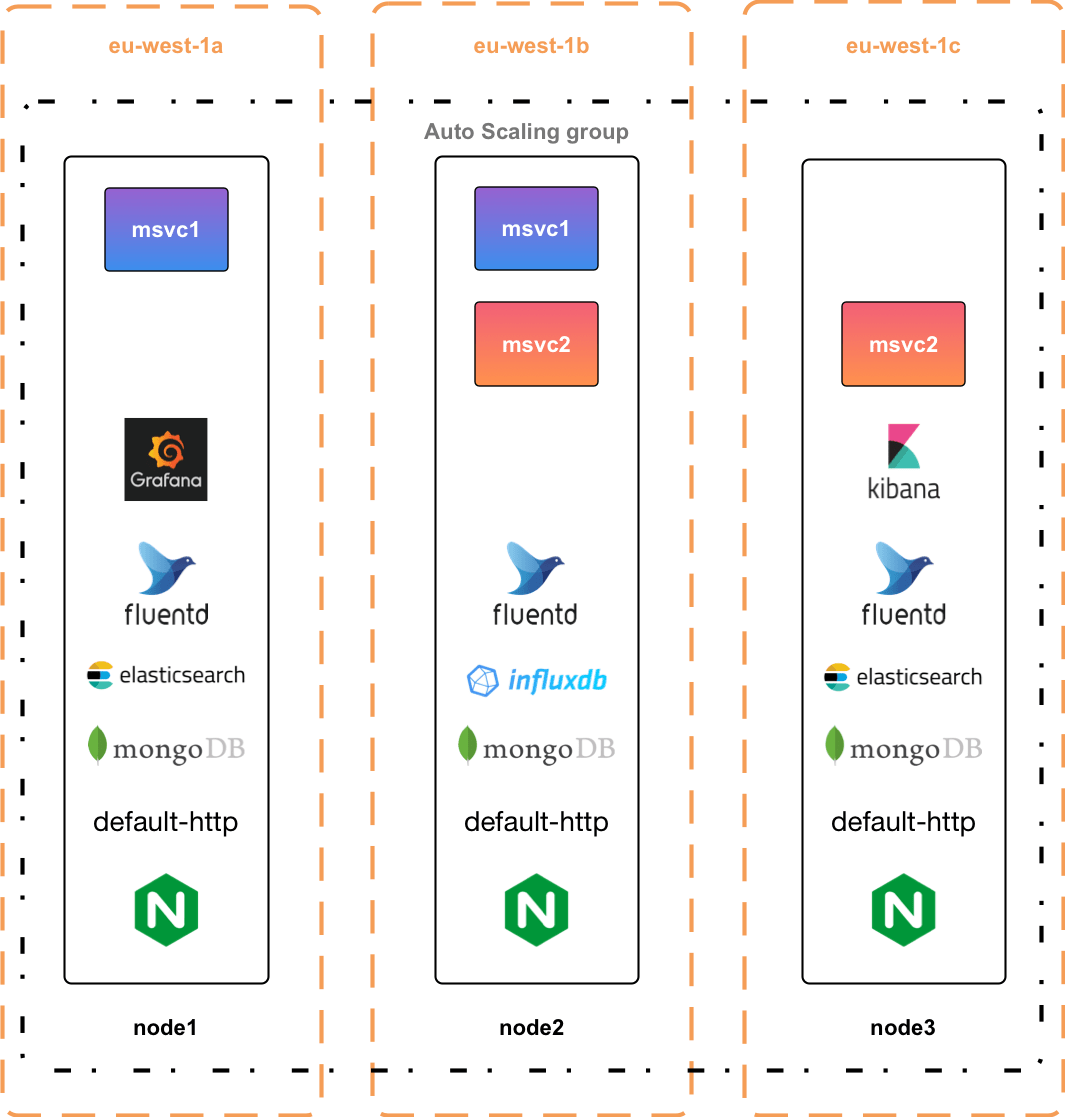 eu-west-1a
eu-west-1b
eu-west-1c
Auto Scaling group
msvc1
msvc1
msvc2
msvc2
Grafana
kibana
fluentd
fluentd
fluentd
elasticsearch
influxdb
elasticsearch
mongoDB
mongoDB
mongoDB
default-http
default-http
default-http
N
N
N
node1
node2
node3